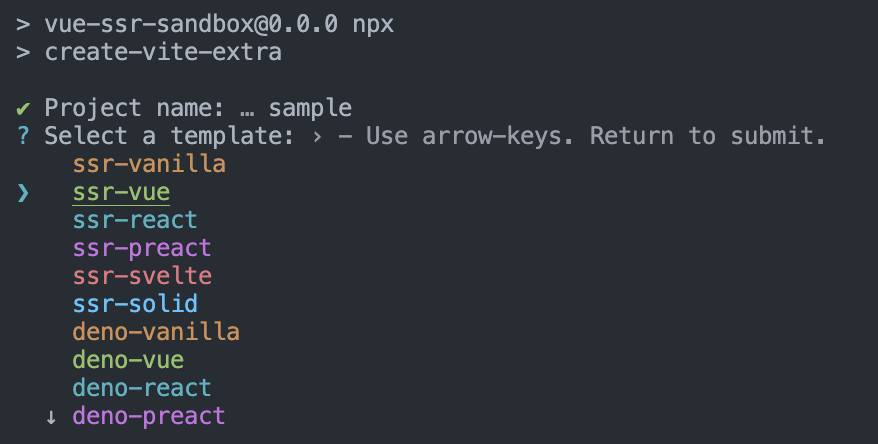 > vue-ssr-sandbox@0.0.0 npx
> create-vite-extra
✔ Project name: … sample
? Select a template: › - Use arrow-keys. Return to submit.
ssr-vanilla
❯ ssr-vue
ssr-react
ssr-preact
ssr-svelte
ssr-solid
deno-vanilla
deno-vue
deno-react
↓ deno-preact